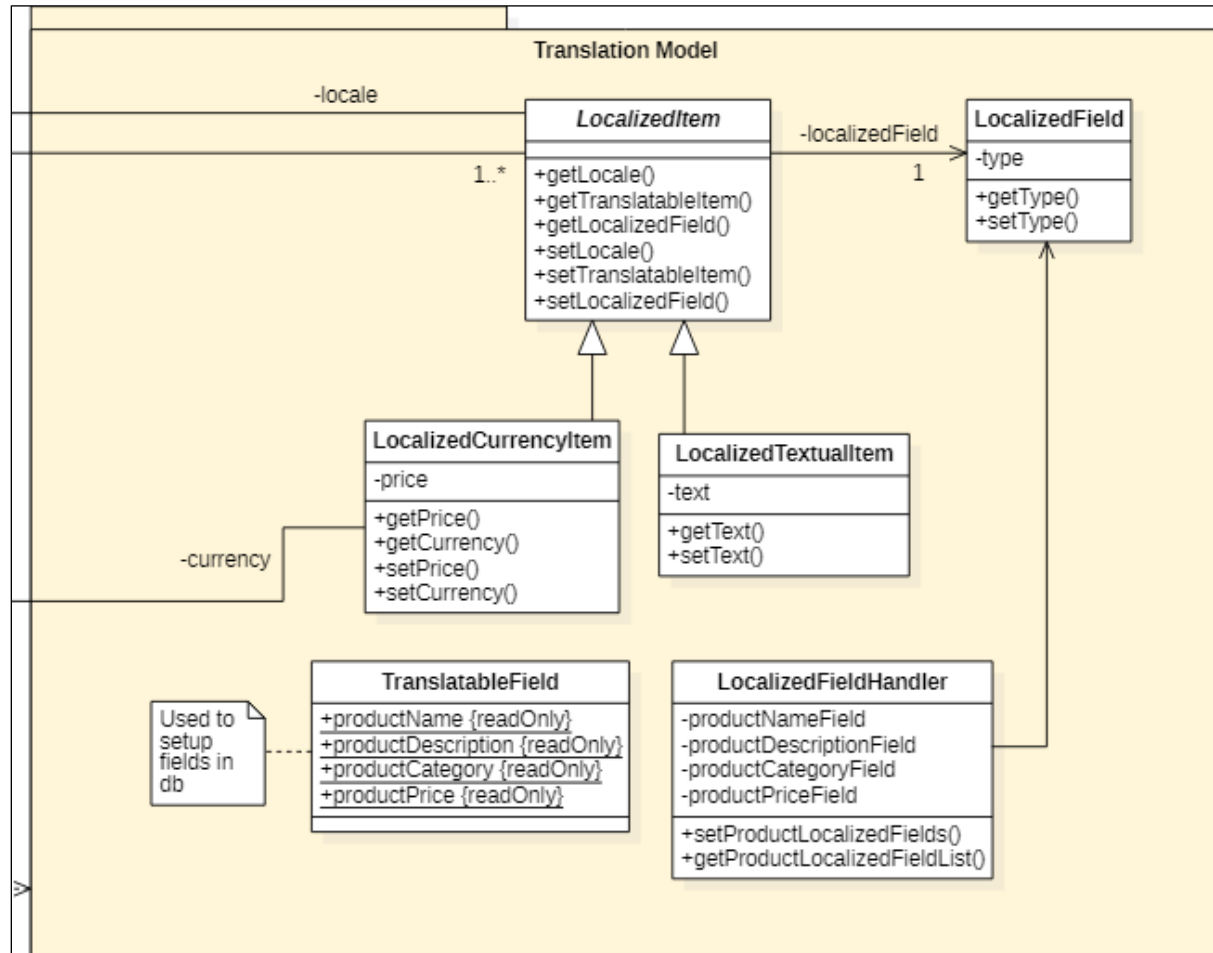 Translation Model
-locale
LocalizedItem
1..*
+getLocale()
+getTranslatableItem()
+getLocalizedField()
+setLocale()
+setTranslatableItem()
+setLocalizedField()
-localizedField
1
LocalizedField
-type
+getType()
+setType()
LocalizedCurrencyItem
-price
+getPrice()
+getCurrency()
+setPrice()
+setCurrency()
-currency
LocalizedTextualItem
-text
+getText()
+setText()
Used to
setup
fields in
db
TranslatableField
+productName {readOnly}
+productDescription {readOnly}
+productCategory {readOnly}
+productPrice {readOnly}
LocalizedFieldHandler
-productNameField
-productDescriptionField
-productCategoryField
-productPriceField
+setProductLocalizedFields()
+getProductLocalizedFieldList()